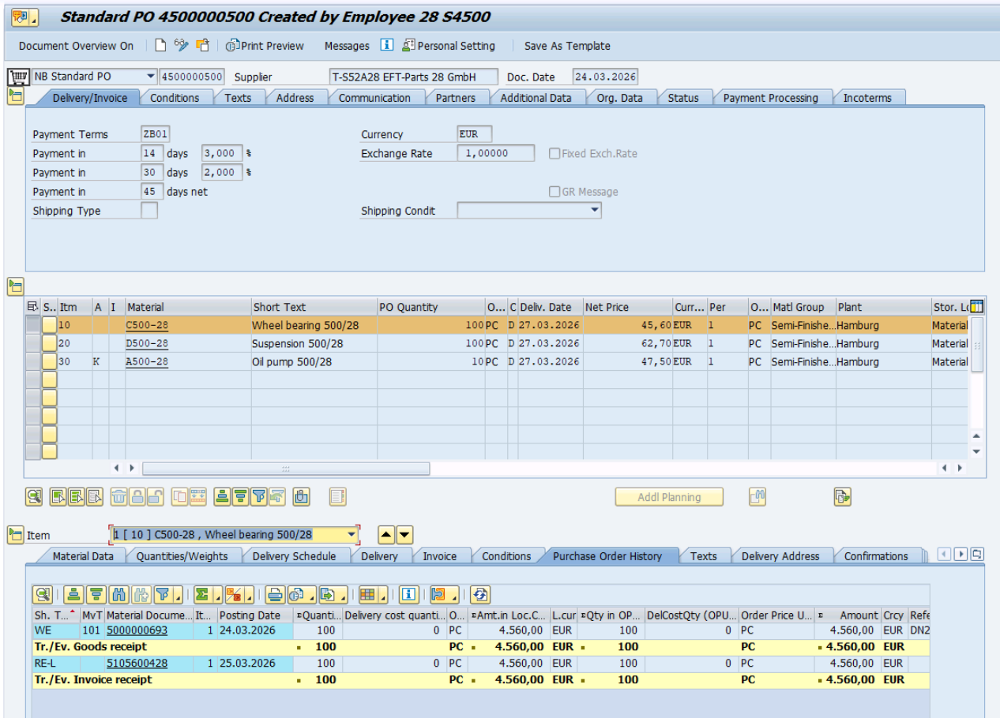 Standard PO 4500000500 Created by Employee 28 S4500
Document Overview On Print Preview Messages Personal Setting Save As Template
NB Standard PO 4500000500 Supplier T-S52A28 EFT-Parts 28 GmbH Doc. Date 24.03.2026
Delivery/Invoice Conditions Texts Address Communication Partners Additional Data Org. Data Status Payment Processing Incoterms
Payment Terms ZB01 Currency EUR
Payment in 14 days 3,000 % Exchange Rate 1,00000 Fixed Exch.Rate
Payment in 30 days 2,000 %
Payment in 45 days net GR Message
Shipping Type Shipping Condit
S.. Itm A I Material Short Text PO Quantity O... C Deliv. Date Net Price Curr... Per O... Matl Group Plant Stor. Lo
10 C500-28 Wheel bearing 500/28 100 PC D 27.03.2026 45,60 EUR 1 PC Semi-Finishe... Hamburg Material
20 D500-28 Suspension 500/28 100 PC D 27.03.2026 62,70 EUR 1 PC Semi-Finishe... Hamburg Material
30 K A500-28 Oil pump 500/28 10 PC D 27.03.2026 47,50 EUR 1 PC Semi-Finishe... Hamburg Material
Addl Planning
Item 1 [ 10 ] C500-28 , Wheel bearing 500/28
Material Data Quantities/Weights Delivery Schedule Delivery Invoice Conditions Purchase Order History Texts Delivery Address Confirmations
Sh. T... MvT Material Docume... It... Posting Date Quanti... Delivery cost quanti... O... Amt.in Loc.C... L.cur Qty in OP... DelCostQty (OPU... Order Price U... Amount Crcy Refe
WE 101 5000000693 1 24.03.2026 100 0 PC 4.560,00 EUR 100 0 PC 4.560,00 EUR DN2
Tr./Ev. Goods receipt 100 PC 4.560,00 EUR 100 PC 4.560,00 EUR
RE-L 5105600428 1 25.03.2026 100 0 PC 4.560,00 EUR 100 0 PC 4.560,00 EUR
Tr./Ev. Invoice receipt 100 PC 4.560,00 EUR 100 PC 4.560,00 EUR